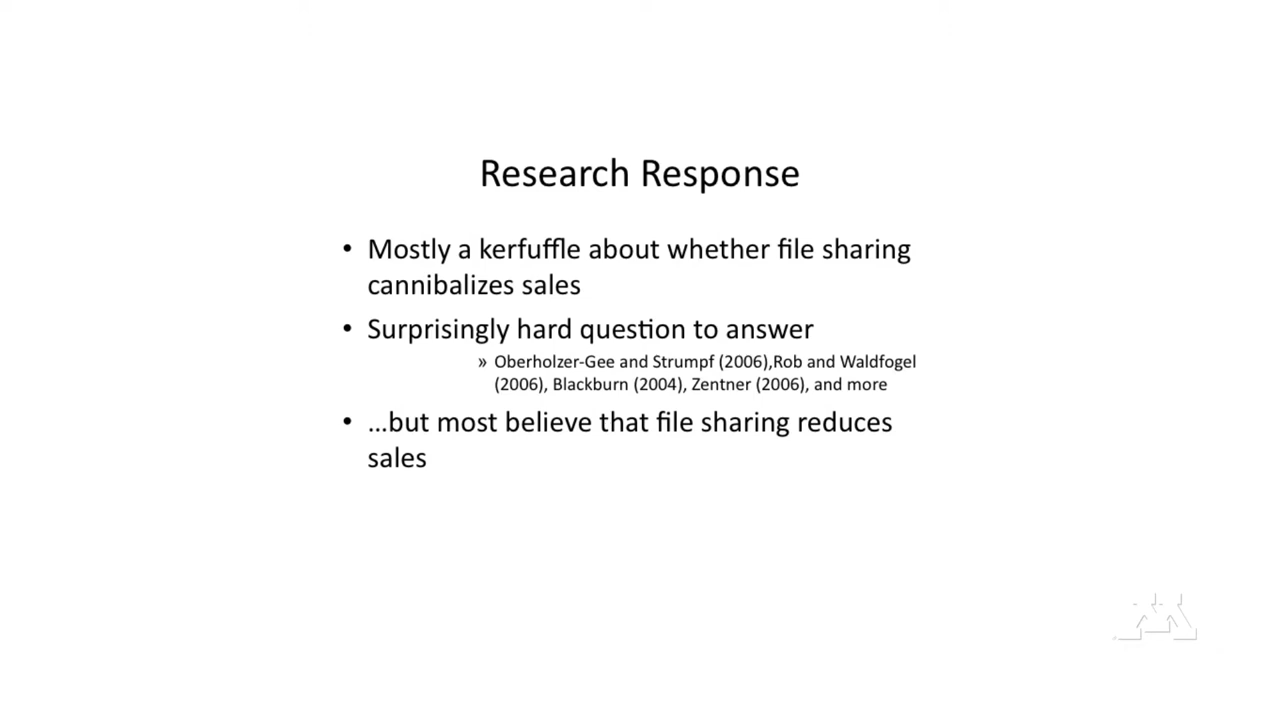 Research Response
• Mostly a kerfuffle about whether file sharing
cannibalizes sales
• Surprisingly hard question to answer
» Oberholzer-Gee and Strumpf (2006),Rob and Waldfogel
(2006), Blackburn (2004), Zentner (2006), and more
• …but most believe that file sharing reduces
sales